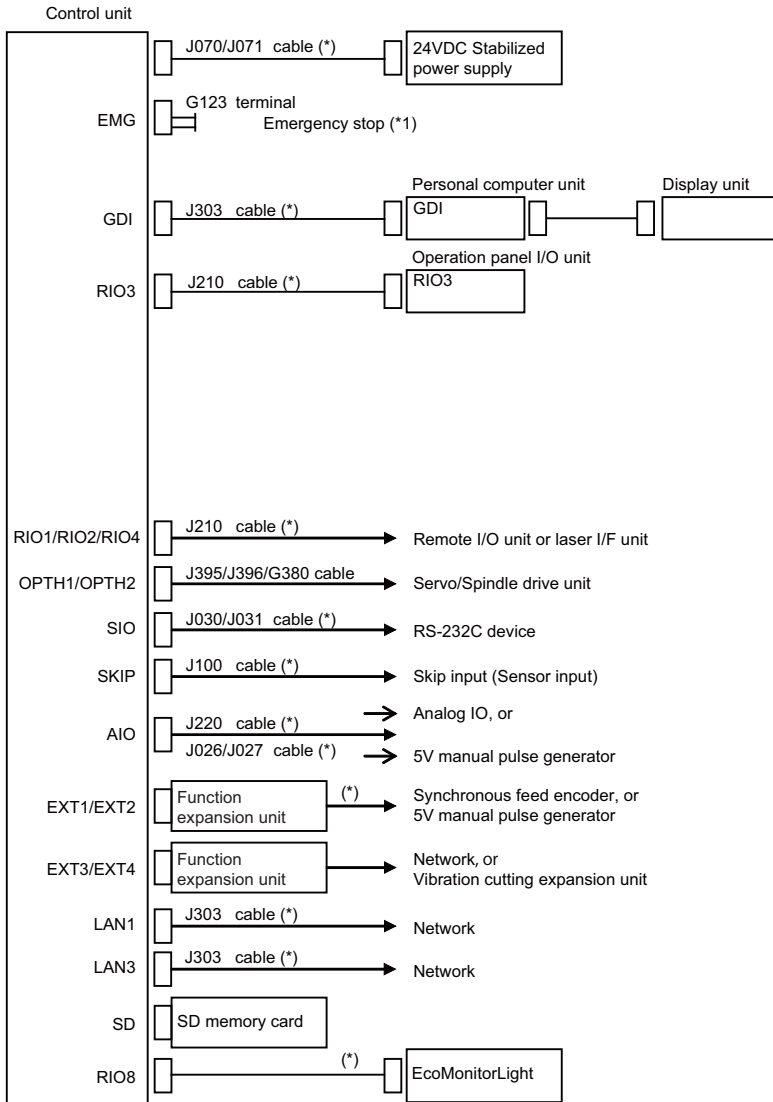 Control unit
J070/J071 cable (*)
24VDC Stabilized
power supply
EMG
G123 terminal
Emergency stop (*1)
Personal computer unit
Display unit
GDI
J303 cable (*)
GDI
Operation panel I/O unit
RIO3
J210 cable (*)
RIO3
RIO1/RIO2/RIO4
J210 cable (*)
Remote I/O unit or laser I/F unit
OPTH1/OPTH2
J395/J396/G380 cable
Servo/Spindle drive unit
SIO
J030/J031 cable (*)
RS-232C device
SKIP
J100 cable (*)
Skip input (Sensor input)
AIO
J220 cable (*)
Analog IO, or
J026/J027 cable (*)
5V manual pulse generator
EXT1/EXT2
Function
expansion unit
(*)
Synchronous feed encoder, or
5V manual pulse generator
EXT3/EXT4
Function
expansion unit
Network, or
Vibration cutting expansion unit
LAN1
J303 cable (*)
Network
LAN3
J303 cable (*)
Network
SD
SD memory card
RIO8
(*)
EcoMonitorLight